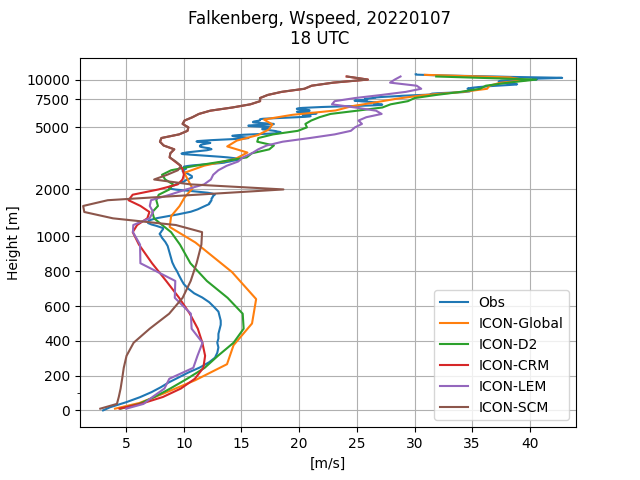 Falkenberg, Wspeed, 20220107
18 UTC
10000
7500
5000
2000
1000
800
600
400
200
0
Height [m]
5 10 15 20 25 30 35 40
[m/s]
Obs
ICON-Global
ICON-D2
ICON-CRM
ICON-LEM
ICON-SCM